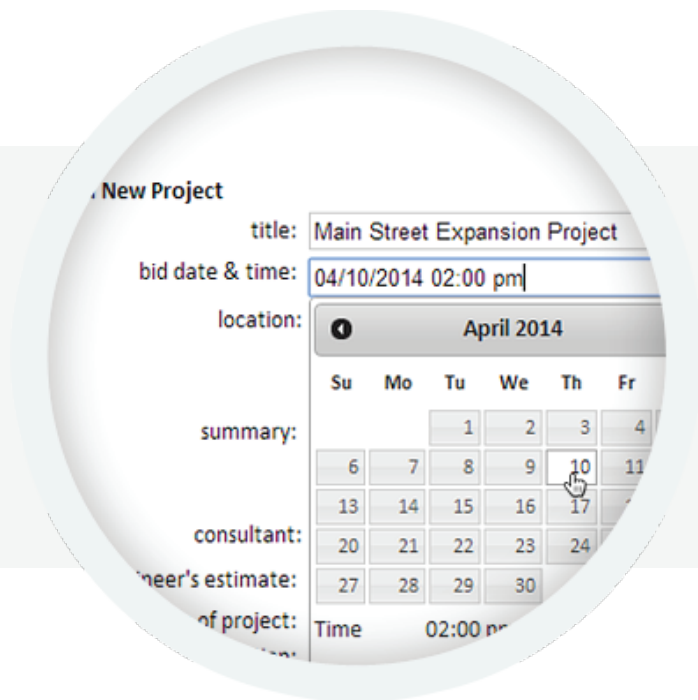 New Project
title: Main Street Expansion Project
bid date & time: 04/10/2014 02:00 pm
location:
April 2014
Su Mo Tu We Th Fr
summary:
1 2 3 4
6 7 8 9 10 11
13 14 15 16 17
consultant:
20 21 22 23 24
estimate:
27 28 29 30
of project:
Time 02:00